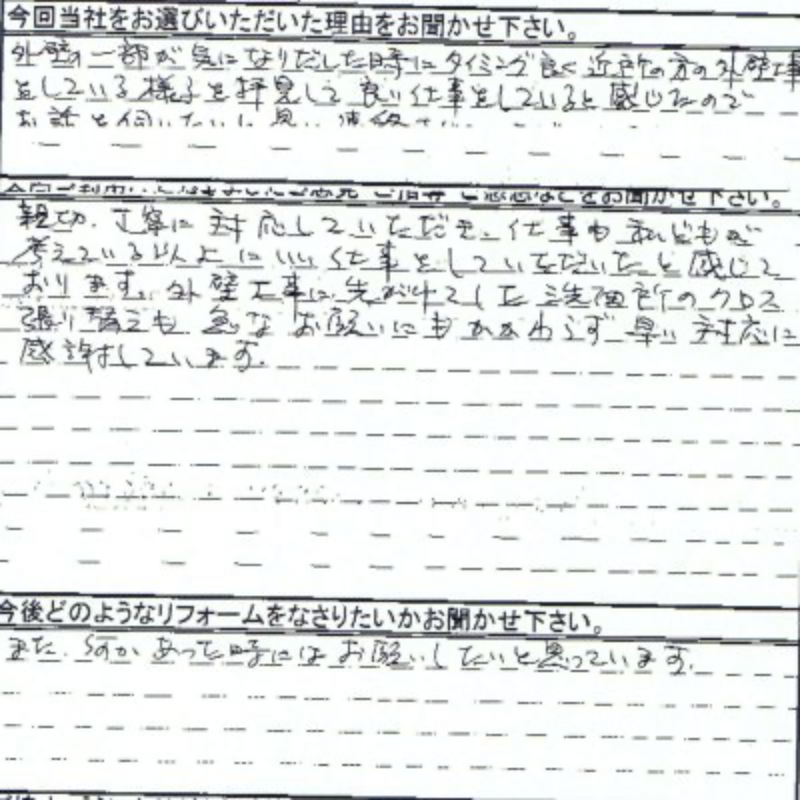 今回当社をお選びいただいた理由をお聞かせ下さい。
外壁の一部が気になりだした時にタイミング良く近所の方の外壁工事
をしている様子を拝見して良い仕事をしていると感じたので
お話を伺いたいし
お聞かせ下さい。
親切、丁寧に対応していただき、仕事も私どもが
考えている以上にいい仕事をしていただいたと感じて
おります。外壁工事に先がけてした洗面所のクロス
張り替えも急なお願いにもかかわらず早い対応に
感謝しています。
今後どのようなリフォームをなさりたいかお聞かせ下さい。
また、何かあった時にはお願いしたいと思っています。